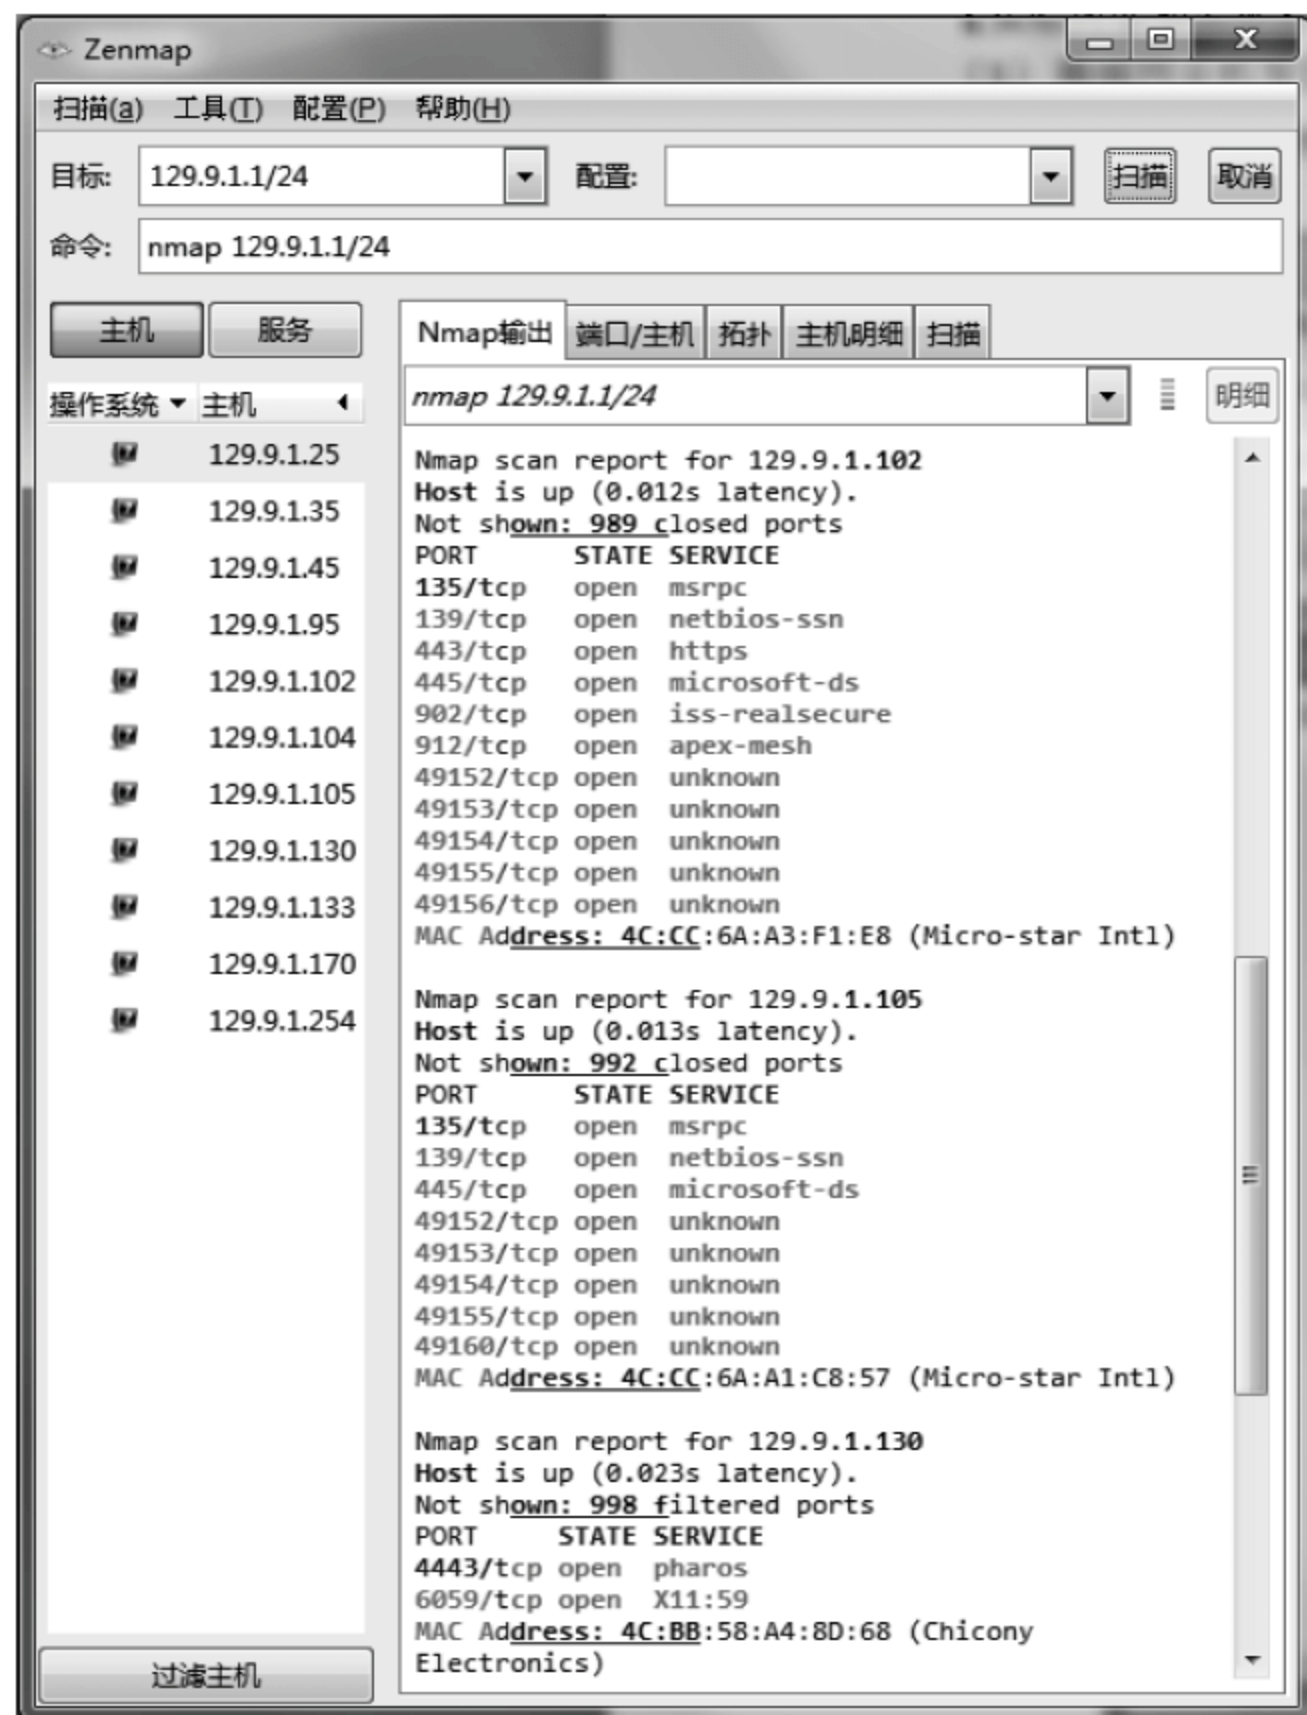 Zenmap
扫描(a) 工具(T) 配置(P) 帮助(H)
目标: 129.9.1.1/24 配置: 扫描 取消
命令: nmap 129.9.1.1/24
主机 服务
操作系统 主机
129.9.1.25
129.9.1.35
129.9.1.45
129.9.1.95
129.9.1.102
129.9.1.104
129.9.1.105
129.9.1.130
129.9.1.133
129.9.1.170
129.9.1.254
过滤主机
Nmap输出 端口/主机 拓扑 主机明细 扫描
nmap 129.9.1.1/24 明细
Nmap scan report for 129.9.1.102
Host is up (0.012s latency).
Not shown: 989 closed ports
PORT STATE SERVICE
135/tcp open msrpc
139/tcp open netbios-ssn
443/tcp open https
445/tcp open microsoft-ds
902/tcp open iss-realsecure
912/tcp open apex-mesh
49152/tcp open unknown
49153/tcp open unknown
49154/tcp open unknown
49155/tcp open unknown
49156/tcp open unknown
MAC Address: 4C:CC:6A:A3:F1:E8 (Micro-star Intl)
Nmap scan report for 129.9.1.105
Host is up (0.013s latency).
Not shown: 992 closed ports
PORT STATE SERVICE
135/tcp open msrpc
139/tcp open netbios-ssn
445/tcp open microsoft-ds
49152/tcp open unknown
49153/tcp open unknown
49154/tcp open unknown
49155/tcp open unknown
49160/tcp open unknown
MAC Address: 4C:CC:6A:A1:C8:57 (Micro-star Intl)
Nmap scan report for 129.9.1.130
Host is up (0.023s latency).
Not shown: 998 filtered ports
PORT STATE SERVICE
4443/tcp open pharos
6059/tcp open X11:59
MAC Address: 4C:BB:58:A4:8D:68 (Chicony
Electronics)